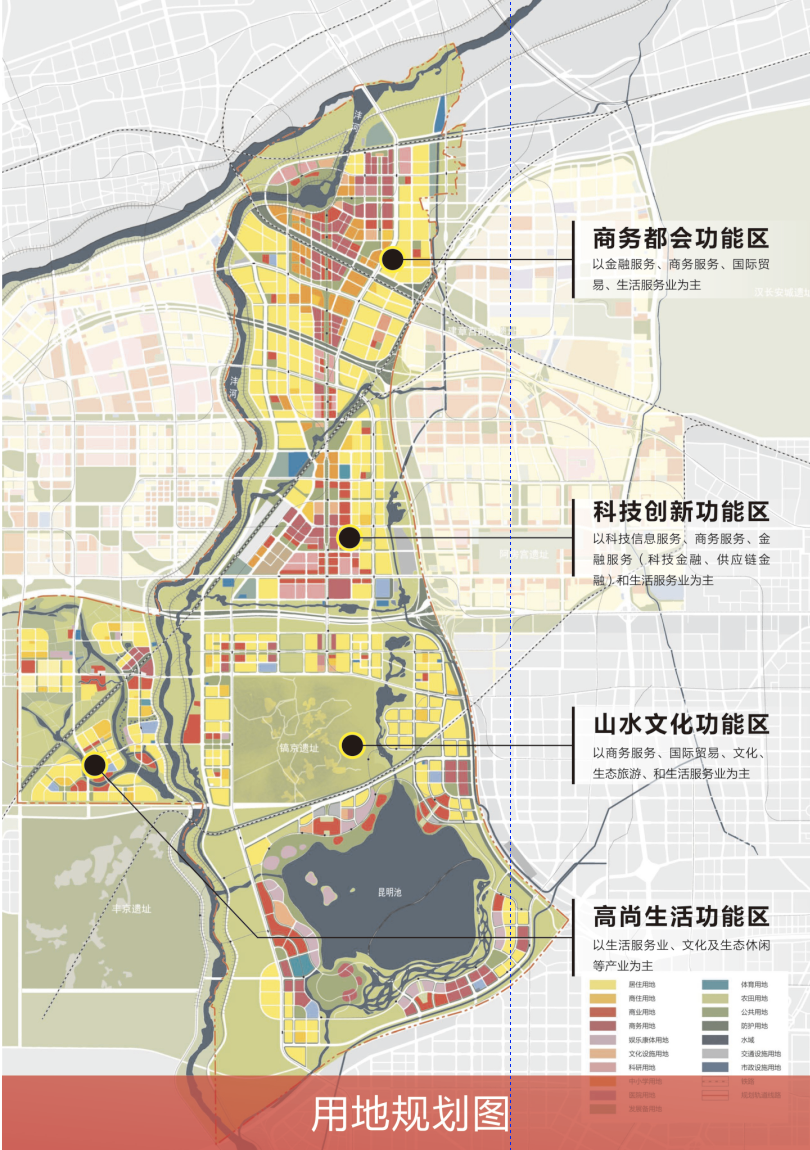 沣河
商务都会功能区
以金融服务、商务服务、国际贸
易、生活服务业为主
汉长安城遗址
沣河
科技创新功能区
以科技信息服务、商务服务、金
融服务（科技金融、供应链金
融）和生活服务业为主
山水文化功能区
以商务服务、国际贸易、文化、
生态旅游、和生活服务业为主
镐京遗址
昆明池
丰京遗址
高尚生活功能区
以生活服务业、文化及生态休闲
等产业为主
居住用地
商住用地
商业用地
商务用地
娱乐康体用地
文化设施用地
科研用地
中小学用地
医院用地
发展备用地
体育用地
农田用地
公共用地
防护用地
水域
交通设施用地
市政设施用地
铁路
规划轨道线路
用地规划图